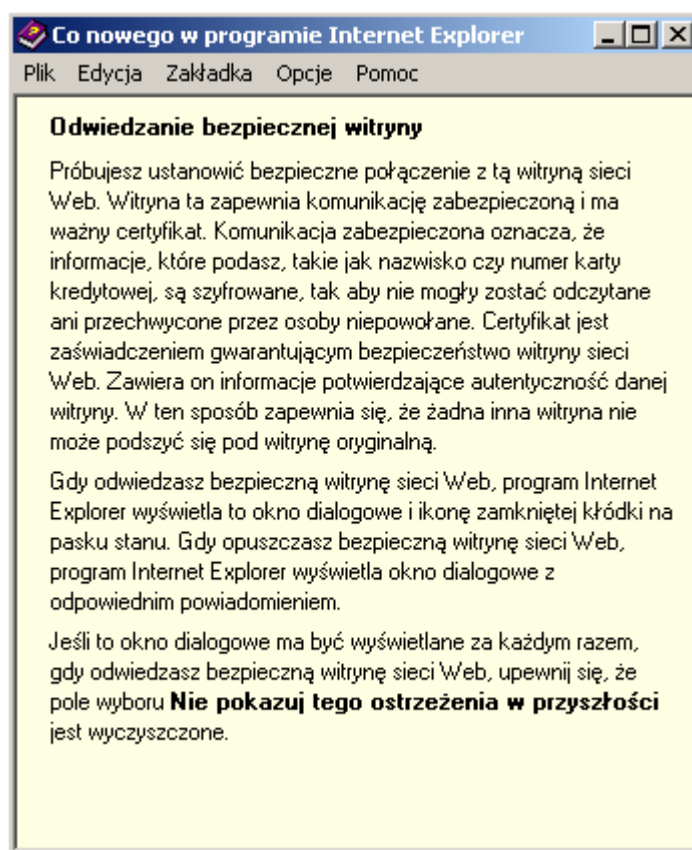 Co nowego w programie Internet Explorer
Plik Edycja Zakładka Opcje Pomoc
Odwiedzanie bezpiecznej witryny
Próbujesz ustanowić bezpieczne połączenie z tą witryną sieci
Web. Witryna ta zapewnia komunikację zabezpieczoną i ma
ważny certyfikat. Komunikacja zabezpieczona oznacza, że
informacje, które podasz, takie jak nazwisko czy numer karty
kredytowej, są szyfrowane, tak aby nie mogły zostać odczytane
ani przechwycone przez osoby niepowołane. Certyfikat jest
zaświadczeniem gwarantującym bezpieczeństwo witryny sieci
Web. Zawiera on informacje potwierdzające autentyczność danej
witryny. W ten sposób zapewnia się, że żadna inna witryna nie
może podszyć się pod witrynę oryginalną.
Gdy odwiedzasz bezpieczną witrynę sieci Web, program Internet
Explorer wyświetla to okno dialogowe i ikonę zamkniętej kłódki na
pasku stanu. Gdy opuszczasz bezpieczną witrynę sieci Web,
program Internet Explorer wyświetla okno dialogowe z
odpowiednim powiadomieniem.
Jeśli to okno dialogowe ma być wyświetlane za każdym razem,
gdy odwiedzasz bezpieczną witrynę sieci Web, upewnij się, że
pole wyboru Nie pokazuj tego ostrzeżenia w przyszłości
jest wyczyszczone.